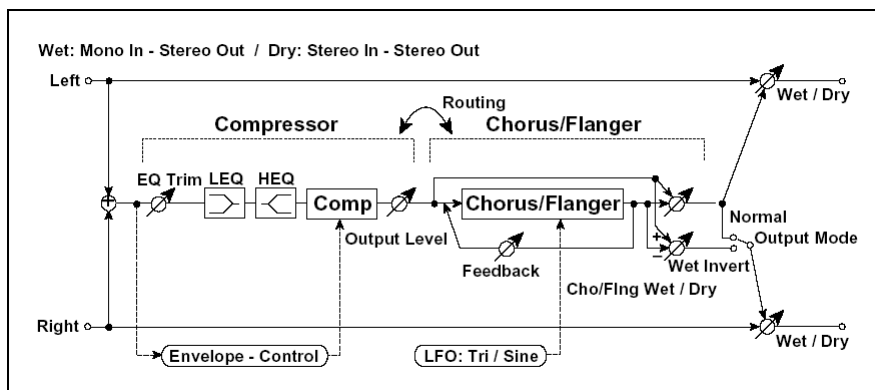 Wet: Mono In - Stereo Out / Dry: Stereo In - Stereo Out
Left
Wet / Dry
Routing
Compressor
Chorus/Flanger
EQ Trim
LEQ
HEQ
+
Comp
Chorus/Flanger
Output Level
Feedback
+
−
Normal
Output Mode
Wet Invert
Cho/Flng Wet / Dry
Right
Wet / Dry
Envelope - Control
LFO: Tri / Sine